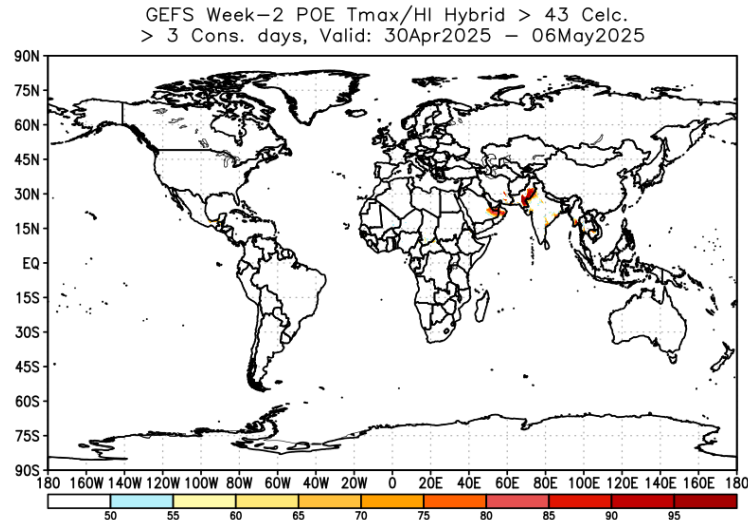 GEFS Week-2 POE Tmax/HI Hybrid > 43 Celc.
> 3 Cons. days, Valid: 30Apr2025 - 06May2025
90N
75N
60N
45N
30N
15N
EQ
15S
30S
45S
60S
75S
90S
180 160W 140W 120W 100W 80W 60W 40W 20W 0 20E 40E 60E 80E 100E 120E 140E 160E 180
50 55 60 65 70 75 80 85 90 95